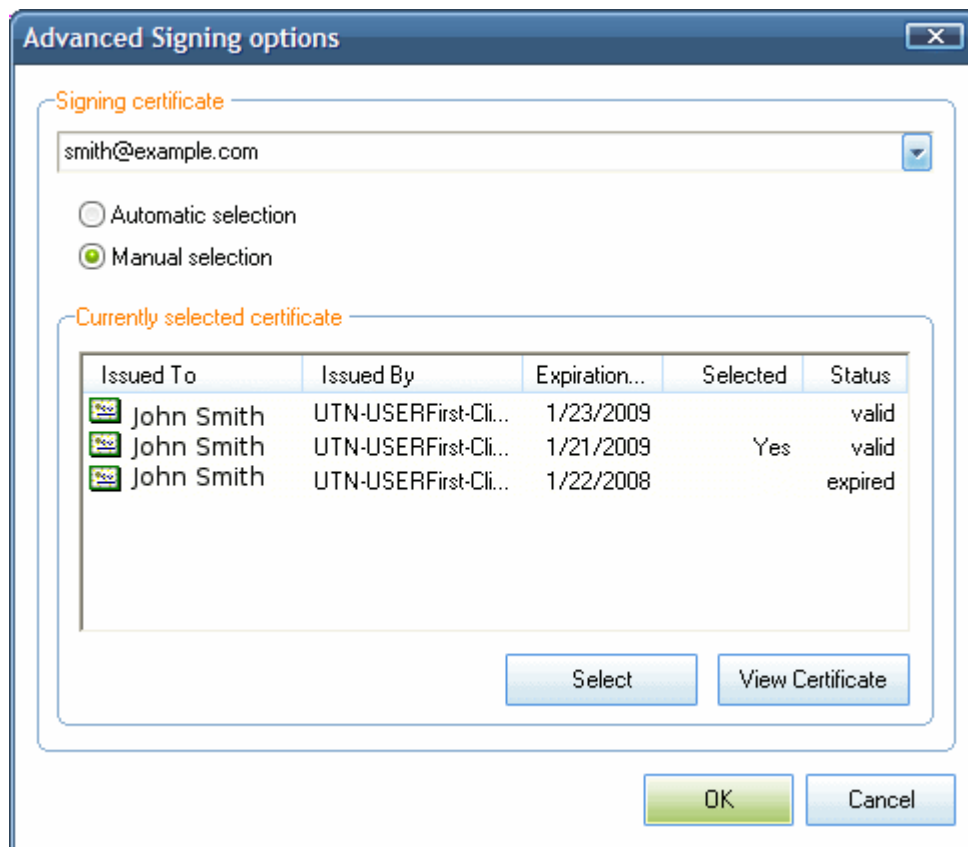 Advanced Signing options
Signing certificate
smith@example.com
Automatic selection
Manual selection
Currently selected certificate
Issued To Issued By Expiration... Selected Status
John Smith UTN-USERFirst-Cli... 1/23/2009 valid
John Smith UTN-USERFirst-Cli... 1/21/2009 Yes valid
John Smith UTN-USERFirst-Cli... 1/22/2008 expired
Select View Certificate
OK Cancel